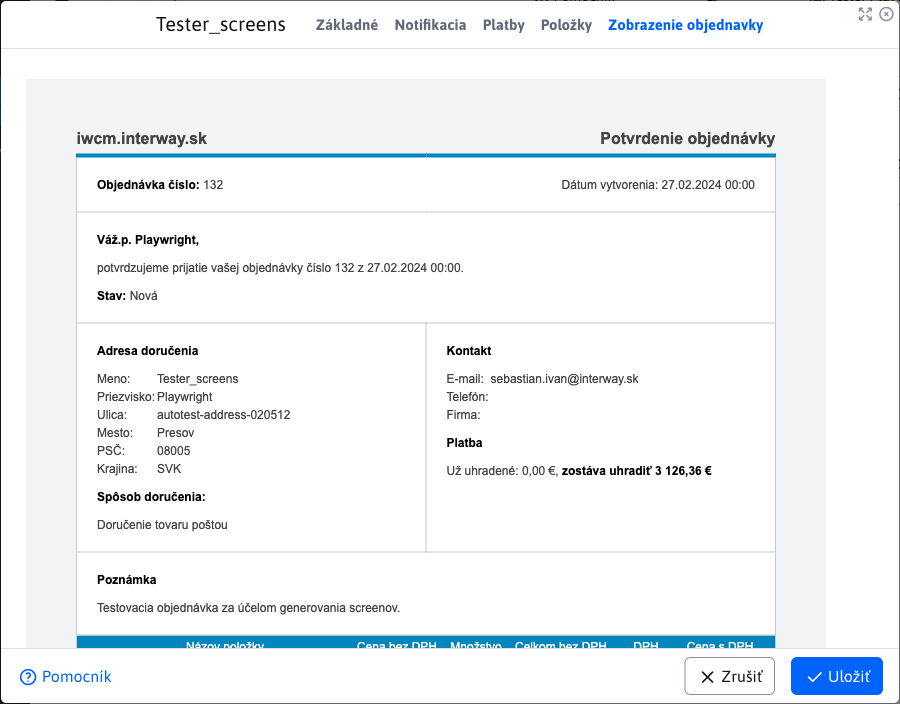 Tester_screens Základné Notifikacia Platby Položky Zobrazenie objednavky
iwcm.interway.sk Potvrdenie objednávky
Objednávka číslo: 132 Dátum vytvorenia: 27.02.2024 00:00
Váž.p. Playwright,
potvrdzujeme prijatie vašej objednávky číslo 132 z 27.02.2024 00:00.
Stav: Nová
Adresa doručenia
Meno: Tester_screens
Priezvisko: Playwright
Ulica: autotest-address-020512
Mesto: Presov
PSČ: 08005
Krajina: SVK
Spôsob doručenia:
Doručenie tovaru poštou
Kontakt
E-mail: sebastian.ivan@interway.sk
Telefón:
Firma:
Platba
Už uhradené: 0,00 €, zostáva uhradiť 3 126,36 €
Poznámka
Testovacia objednávka za účelom generovania screenov.
Názov položky Cena bez DPH Množstvo Celkom bez DPH DPH Cena s DPH
Pomocník Zrušiť Uložiť